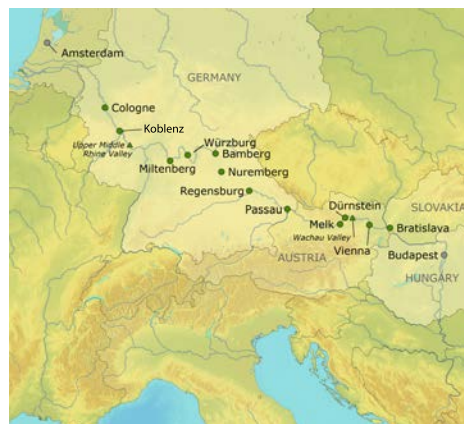 Amsterdam
GERMANY
Cologne
Koblenz
Upper Middle
Rhine Valley
Würzburg
Bamberg
Miltenberg
Nuremberg
Regensburg
Passau
Dürnstein
SLOVAKIA
Melk
Bratislava
Wachau Valley
Vienna
AUSTRIA
Budapest
HUNGARY